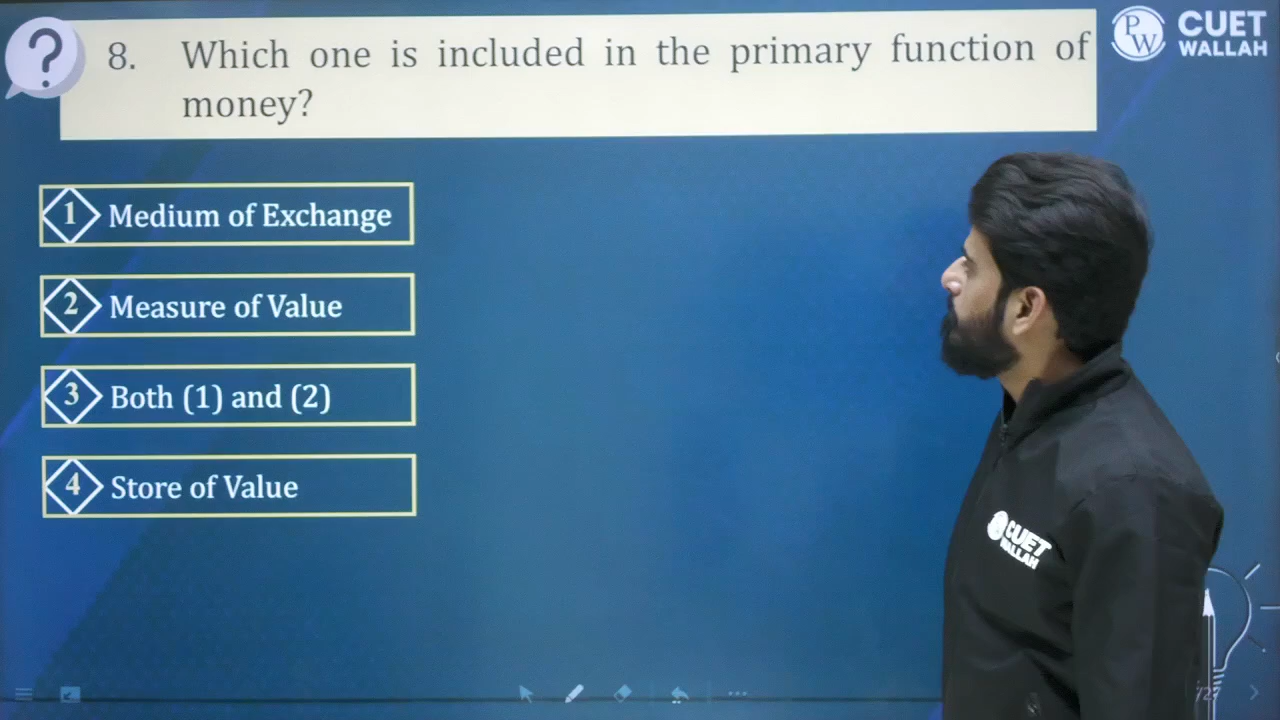 ?
8. Which one is included in the primary function of
money?
PW
CUET
WALLAH
1 Medium of Exchange
2 Measure of Value
3 Both (1) and (2)
4 Store of Value
CUET
WALLAH